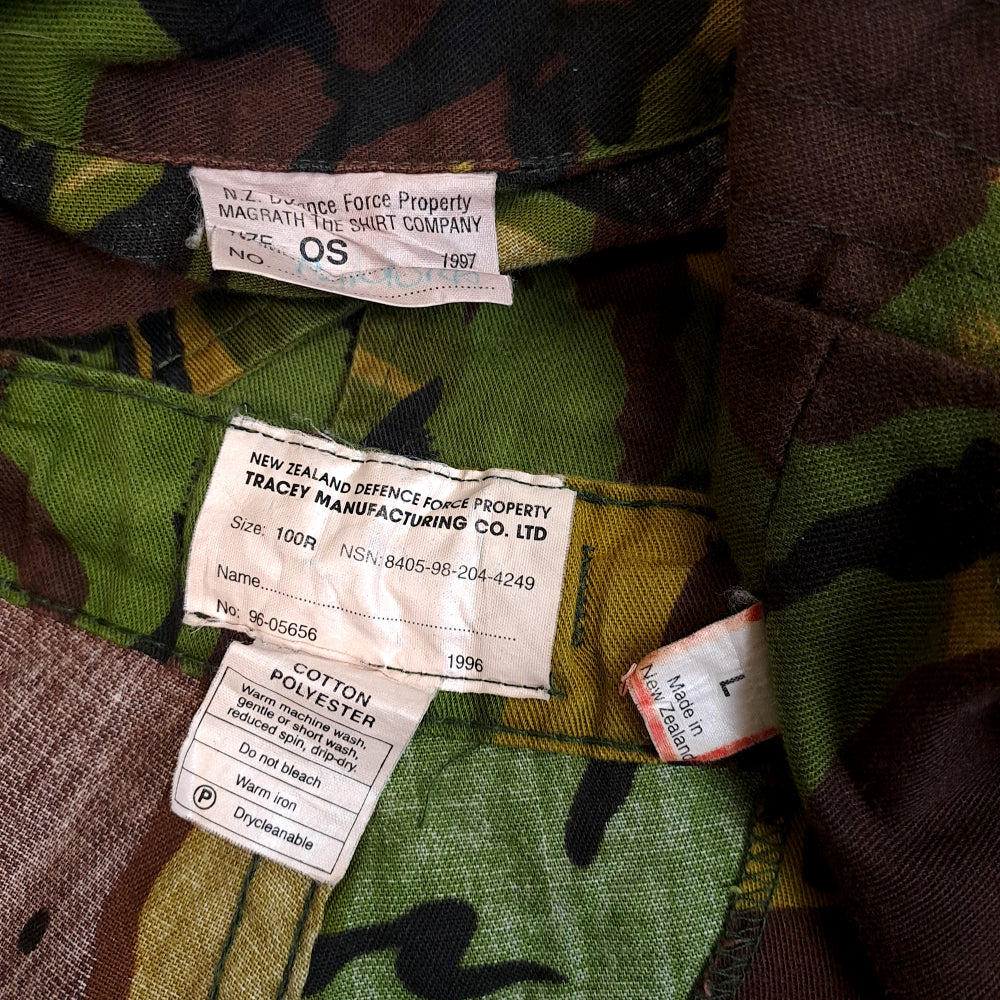 N.Z. Force Property
MAGRATH THE SHIRT COMPANY
OS
1997
NO
NEW ZEALAND DEFENCE FORCE PROPERTY
TRACEY MANUFACTURING CO. LTD
Size: 100R NSN: 8405-98-204-4249
Name
No: 96-05656
1996
COTTON
POLYESTER
Warm machine wash,
gentle or short wash,
reduced spin, drip-dry.
Do not bleach
Warm iron
P Drycleanable
L
Made in
New Zealand